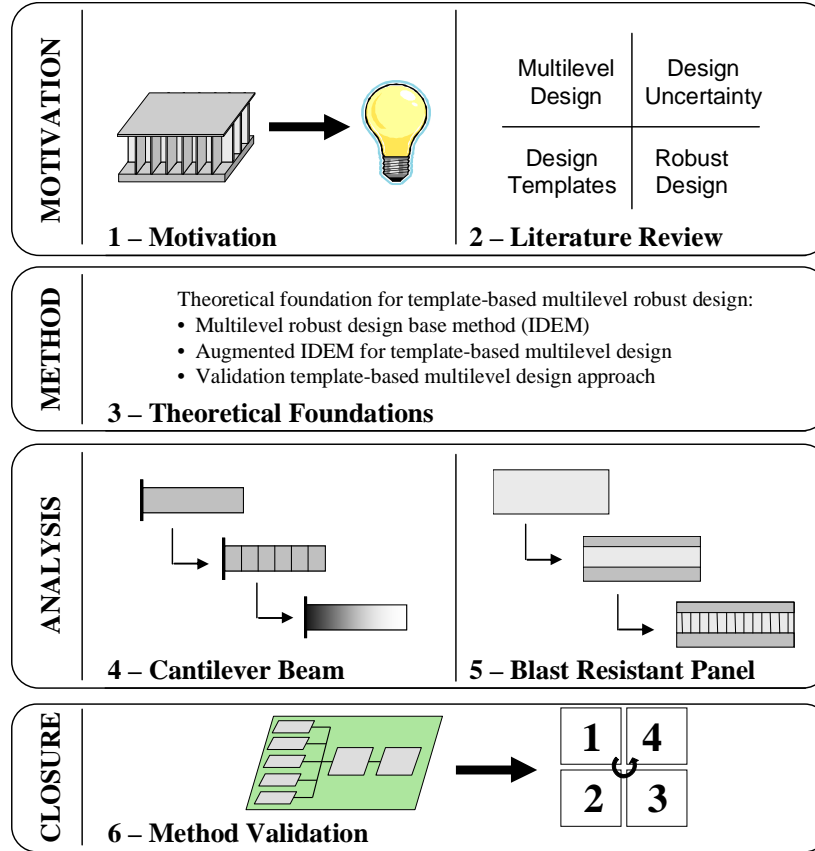 MOTIVATION
Multilevel
Design
Design
Uncertainty
Design
Templates
Robust
Design
1 – Motivation
2 – Literature Review
METHOD
Theoretical foundation for template-based multilevel robust design:
• Multilevel robust design base method (IDEM)
• Augmented IDEM for template-based multilevel design
• Validation template-based multilevel design approach
3 – Theoretical Foundations
ANALYSIS
4 – Cantilever Beam
5 – Blast Resistant Panel
CLOSURE
1
4
2
3
6 – Method Validation